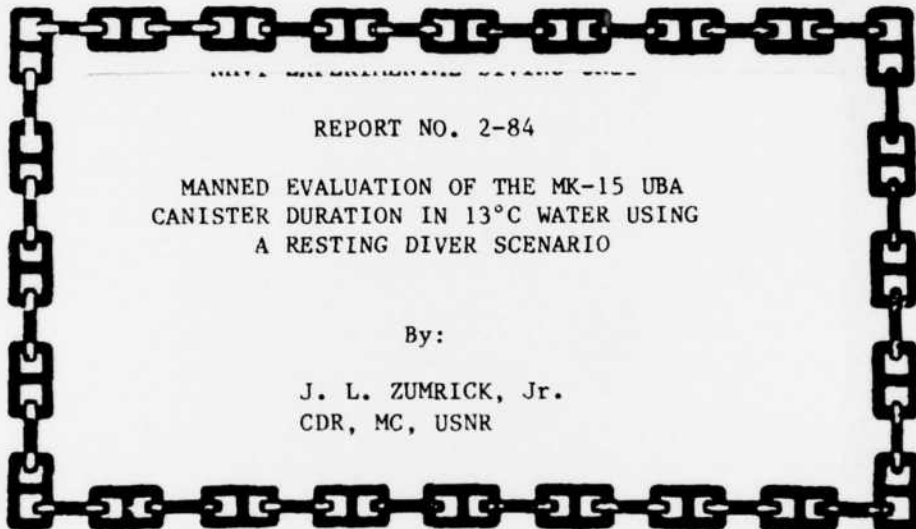 REPORT NO. 2-84
MANNED EVALUATION OF THE MK-15 UBA
CANISTER DURATION IN 13°C WATER USING
A RESTING DIVER SCENARIO
By:
J. L. ZUMRICK, Jr.
CDR, MC, USNR